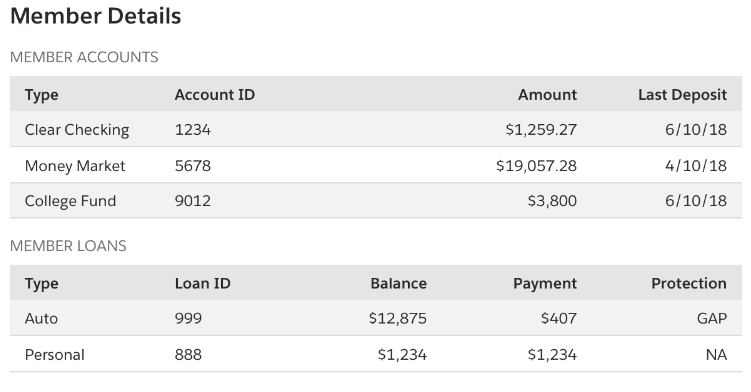 Member Details
MEMBER ACCOUNTS
Type Account ID Amount Last Deposit
Clear Checking 1234 $1,259.27 6/10/18
Money Market 5678 $19,057.28 4/10/18
College Fund 9012 $3,800 6/10/18
MEMBER LOANS
Type Loan ID Balance Payment Protection
Auto 999 $12,875 $407 GAP
Personal 888 $1,234 $1,234 NA